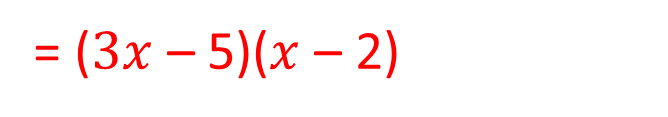 = (3x – 5)(x – 2)